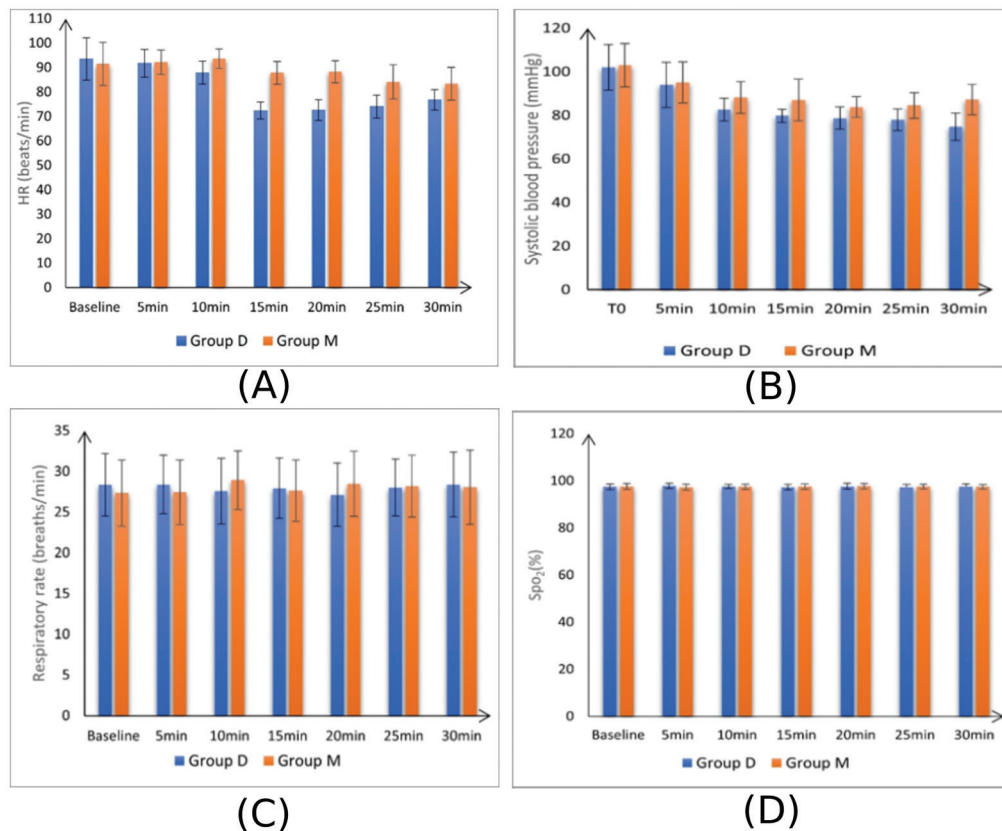 HR (beats/min)
110
100
90
80
70
60
50
40
30
20
10
0
Baseline 5min 10min 15min 20min 25min 30min
Group D Group M
(A)
Systolic blood pressure (mmHg)
120
100
80
60
40
20
0
T0 5min 10min 15min 20min 25min 30min
Group D Group M
(B)
Respiratory rate (breaths/min)
35
30
25
20
15
10
5
0
Baseline 5min 10min 15min 20min 25min 30min
Group D Group M
(C)
Spo₂(%)
120
100
80
60
40
20
0
Baseline 5min 10min 15min 20min 25min 30min
Group D Group M
(D)